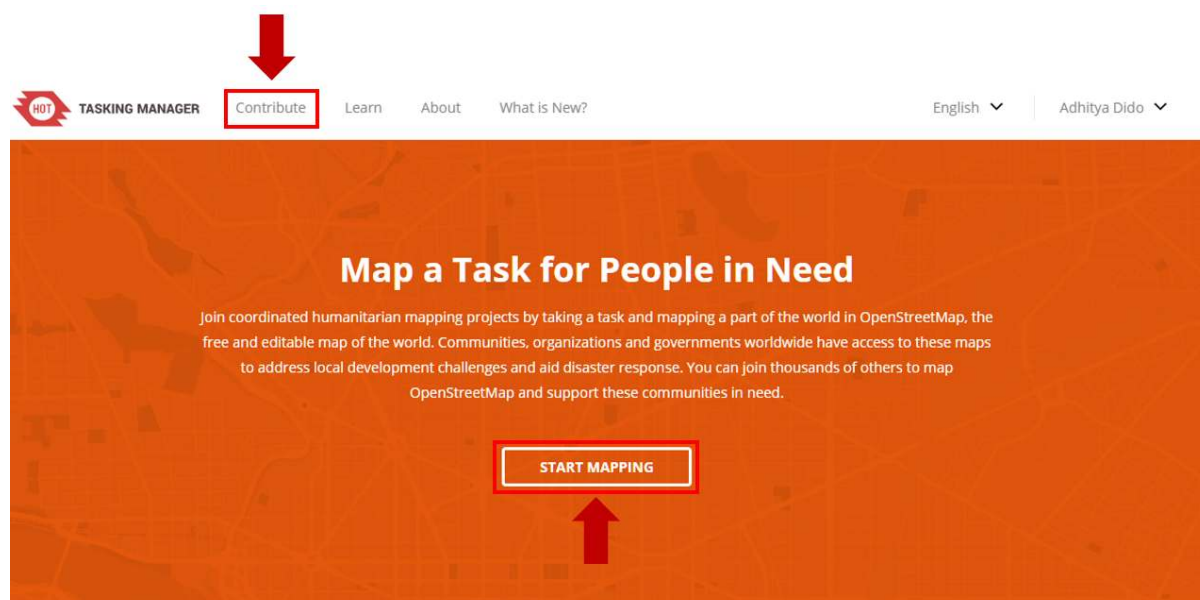 HOT TASKING MANAGER Contribute Learn About What is New? English Adhitya Dido
Map a Task for People in Need
Join coordinated humanitarian mapping projects by taking a task and mapping a part of the world in OpenStreetMap, the
free and editable map of the world. Communities, organizations and governments worldwide have access to these maps
to address local development challenges and aid disaster response. You can join thousands of others to map
OpenStreetMap and support these communities in need.
START MAPPING